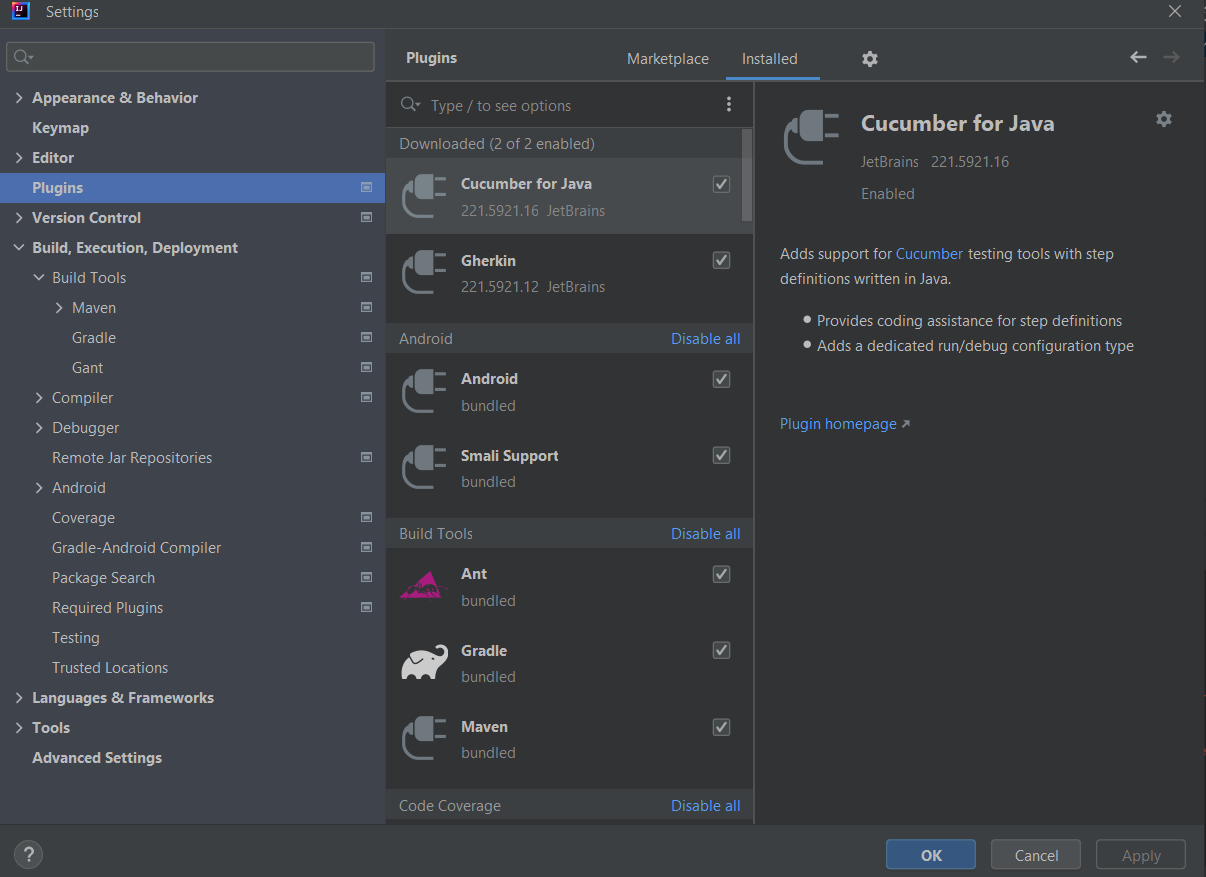 Settings
Appearance & Behavior
Keymap
Editor
Plugins
Version Control
Build, Execution, Deployment
Build Tools
Maven
Gradle
Gant
Compiler
Debugger
Remote Jar Repositories
Android
Coverage
Gradle-Android Compiler
Package Search
Required Plugins
Testing
Trusted Locations
Languages & Frameworks
Tools
Advanced Settings
Plugins
Marketplace
Installed
Type / to see options
Downloaded (2 of 2 enabled)
Cucumber for Java
221.5921.16 JetBrains
Gherkin
221.5921.12 JetBrains
Android Disable all
Android
bundled
Smali Support
bundled
Build Tools Disable all
Ant
bundled
Gradle
bundled
Maven
bundled
Code Coverage Disable all
Cucumber for Java
JetBrains 221.5921.16
Enabled
Adds support for Cucumber testing tools with step
definitions written in Java.
Provides coding assistance for step definitions
Adds a dedicated run/debug configuration type
Plugin homepage
?
OK
Cancel
Apply